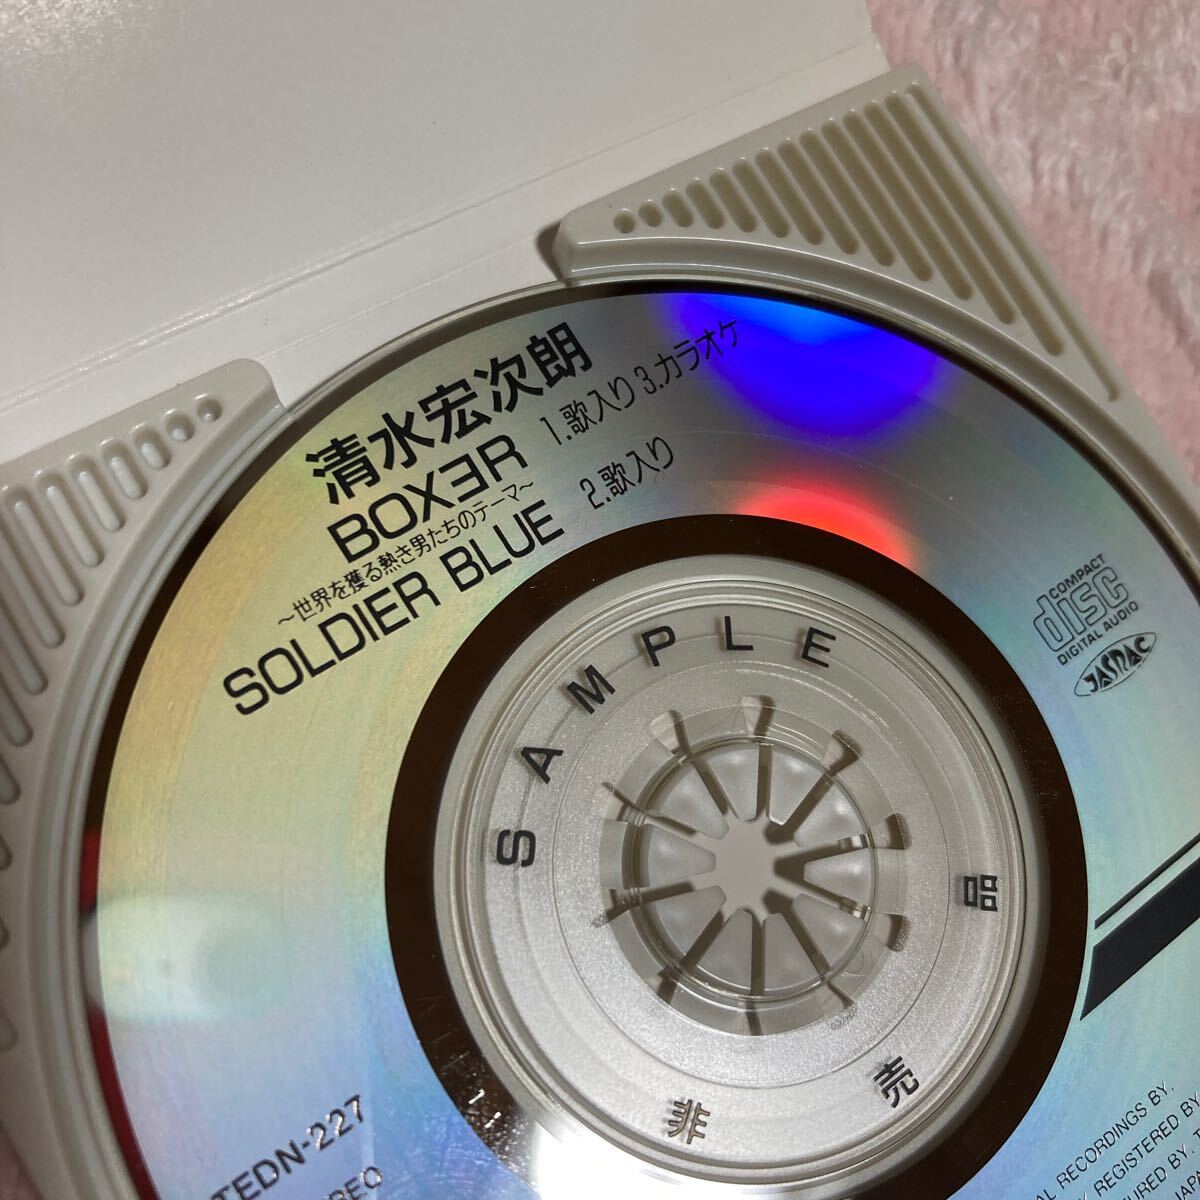 清水宏次朗
BOXƎR 1.歌入り 3.カラオケ
～世界を獲る熱き男たちのテーマ～
SOLDIER BLUE 2.歌入り
SAMPLE
非売品
COMPACT
disc
DIGITAL AUDIO
JASRAC
TEDN-227
RECORDINGS BY.
REGISTERED BY.
BY. T
JAPA